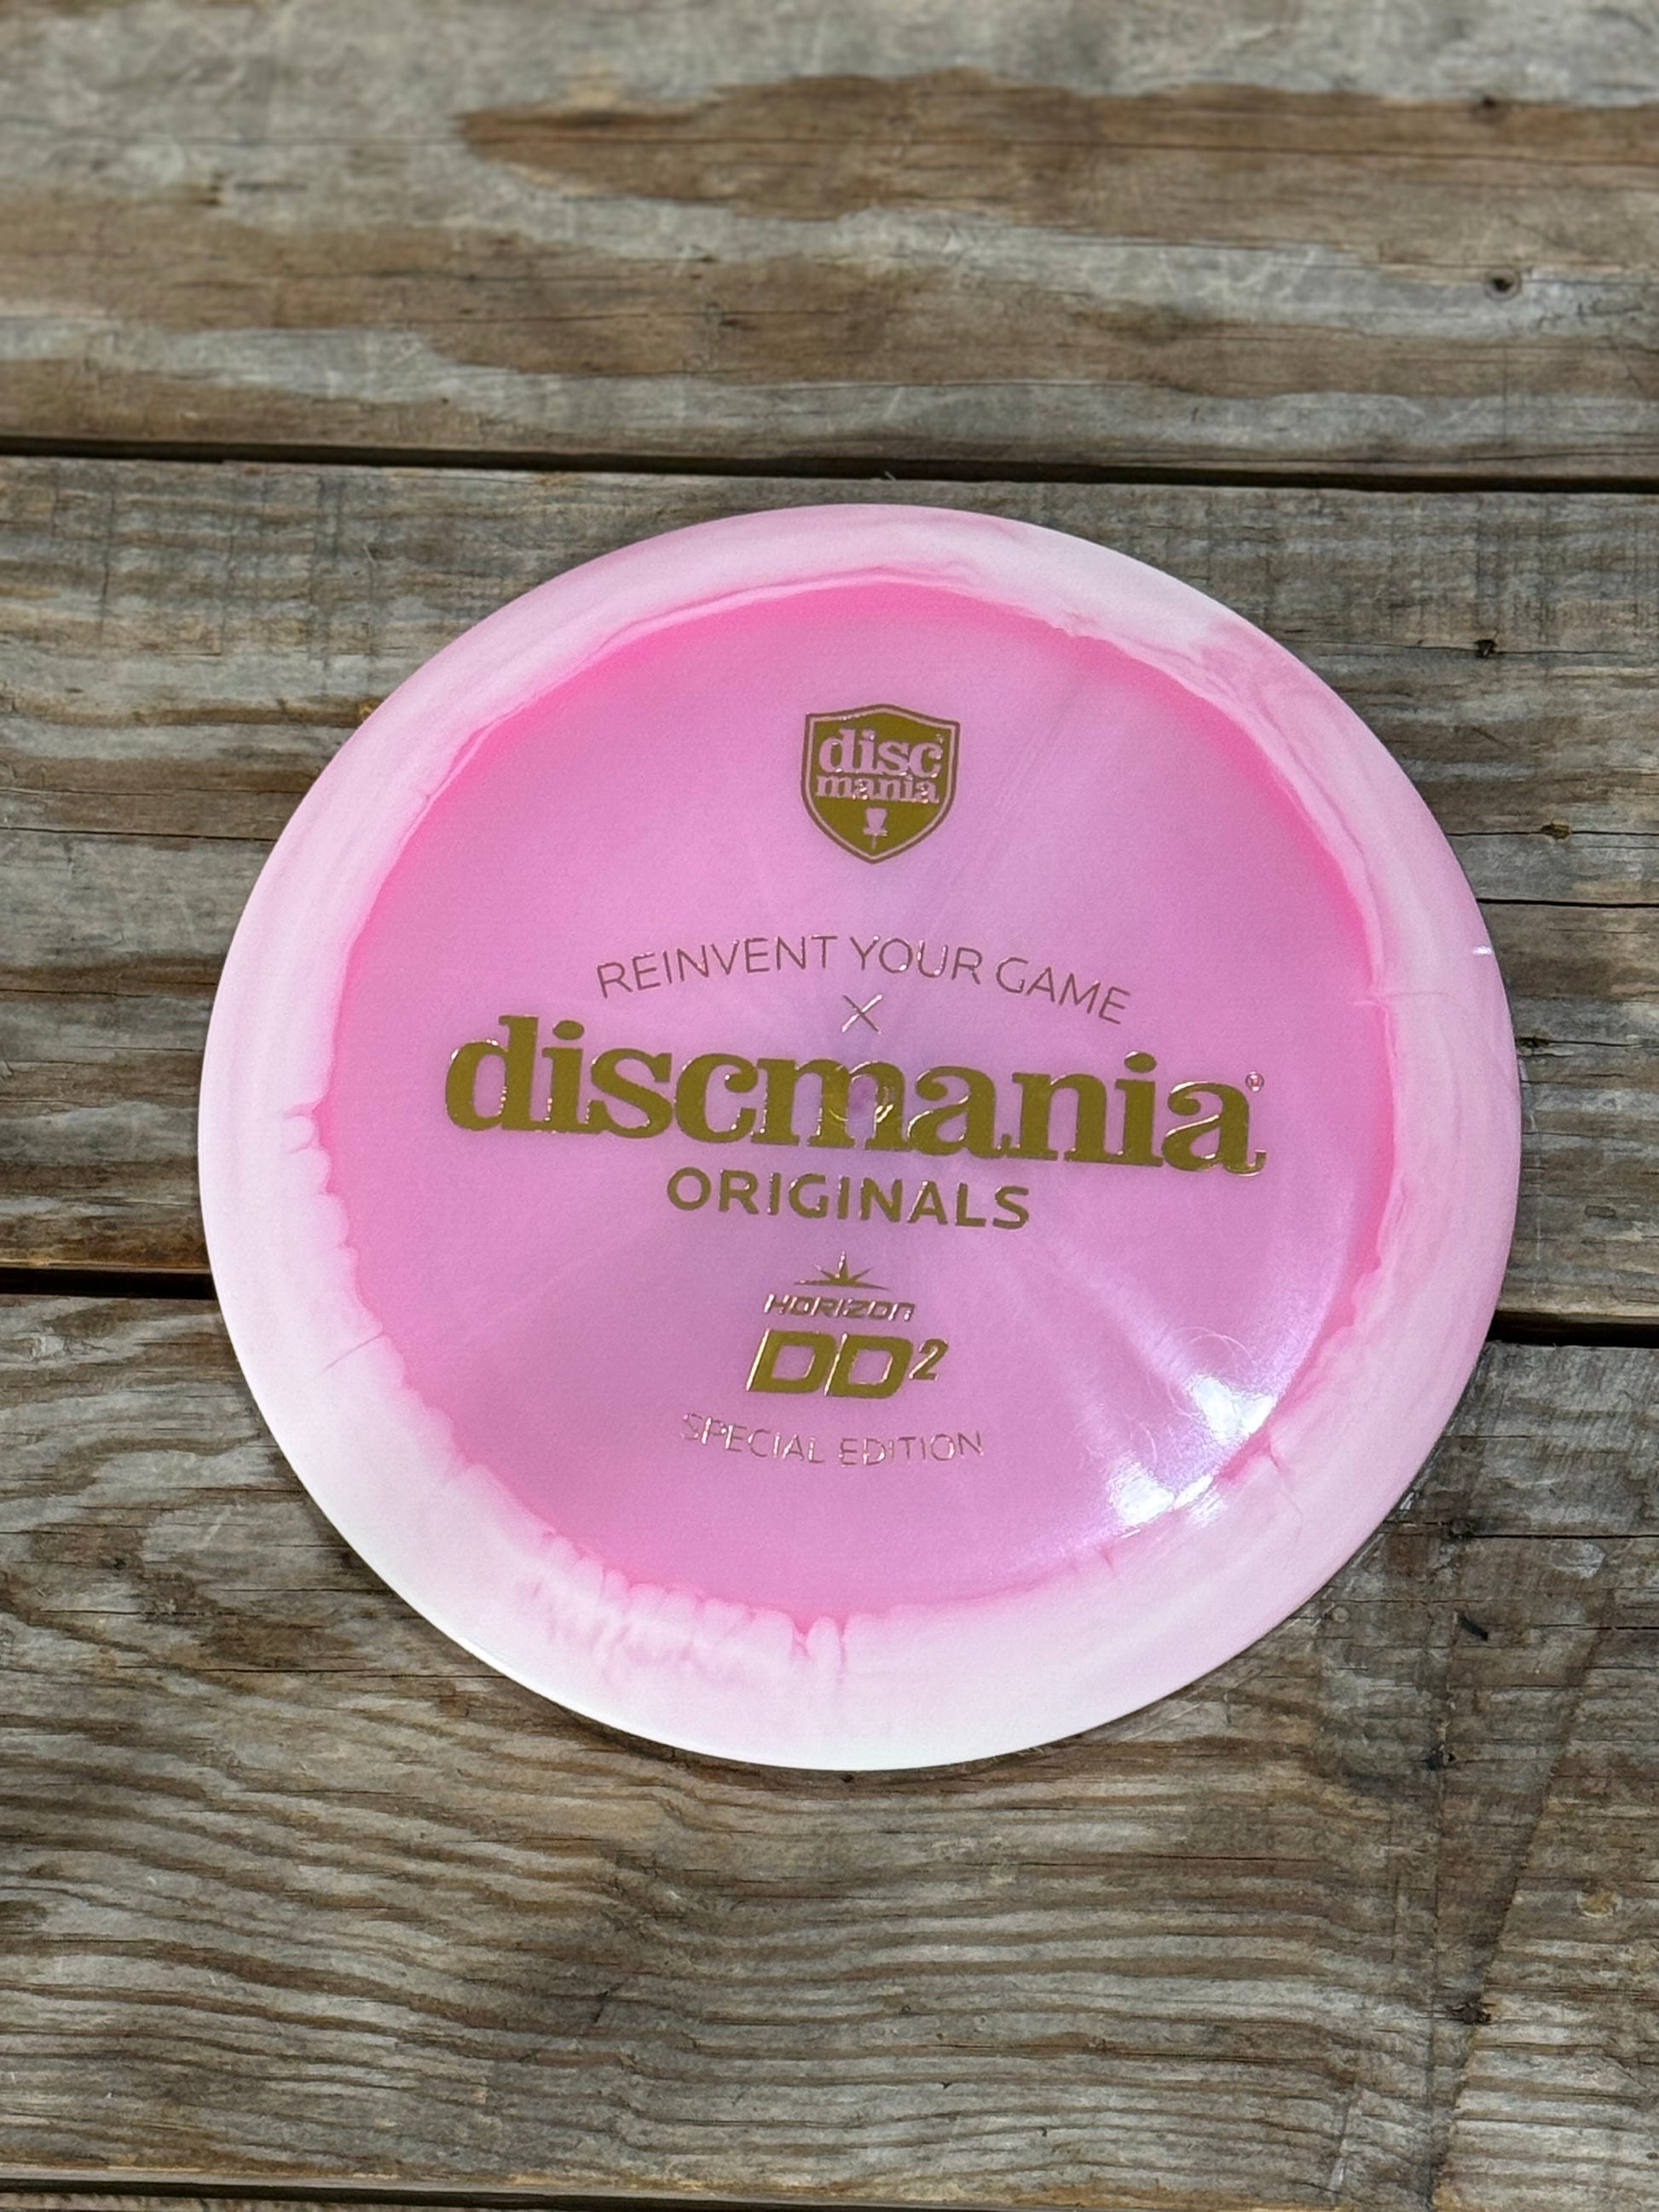 disc
mania
REINVENT YOUR GAME
X
discmania®
ORIGINALS
HORIZON
DD²
SPECIAL EDITION